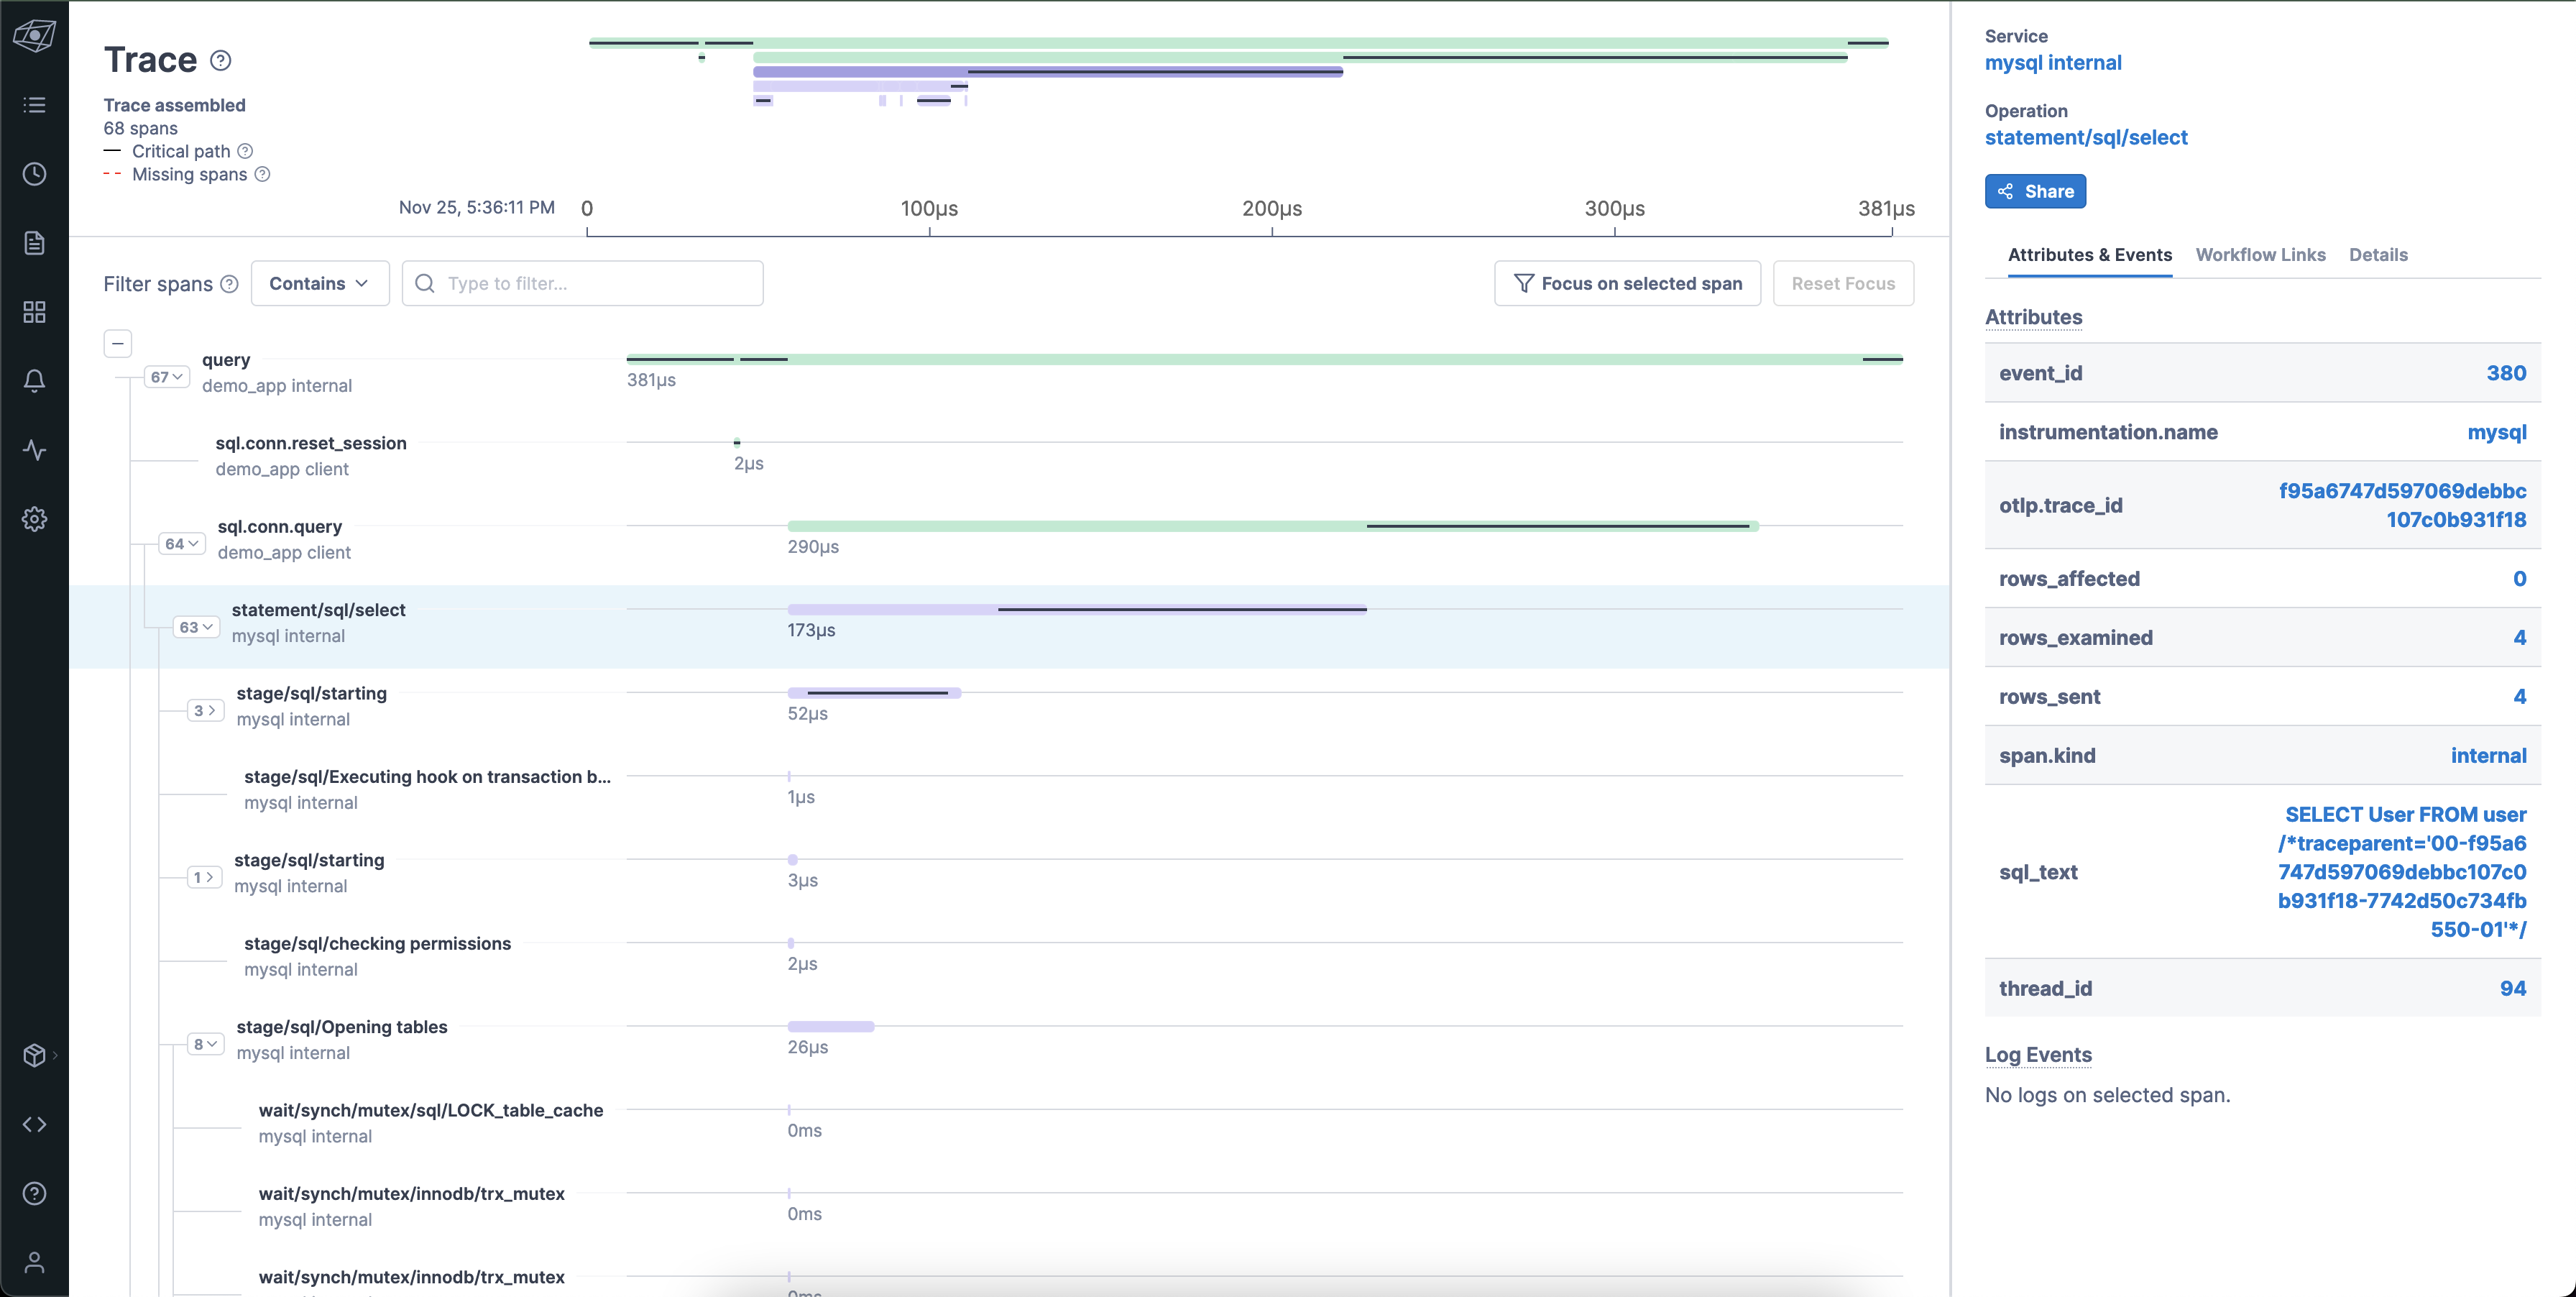 Trace
Trace assembled
68 spans
Critical path
Missing spans
Nov 25, 5:36:11 PM
0
100µs
200µs
300µs
381µs
Filter spans
Contains
Type to filter...
Focus on selected span
Reset Focus
67
query
demo_app internal
381µs
sql.conn.reset_session
demo_app client
2µs
64
sql.conn.query
demo_app client
290µs
63
statement/sql/select
mysql internal
173µs
3
stage/sql/starting
mysql internal
52µs
stage/sql/Executing hook on transaction b...
mysql internal
1µs
1
stage/sql/starting
mysql internal
3µs
stage/sql/checking permissions
mysql internal
2µs
8
stage/sql/Opening tables
mysql internal
26µs
wait/synch/mutex/sql/LOCK_table_cache
mysql internal
0ms
wait/synch/mutex/innodb/trx_mutex
mysql internal
0ms
wait/synch/mutex/innodb/trx_mutex
0ms
Service
mysql internal
Operation
statement/sql/select
Share
Attributes & Events
Workflow Links
Details
Attributes
event_id
380
instrumentation.name
mysql
otlp.trace_id
f95a6747d597069debbc
107c0b931f18
rows_affected
0
rows_examined
4
rows_sent
4
span.kind
internal
sql_text
SELECT User FROM user
/*traceparent='00-f95a6
747d597069debbc107c0
b931f18-7742d50c734fb
550-01'*/
thread_id
94
Log Events
No logs on selected span.